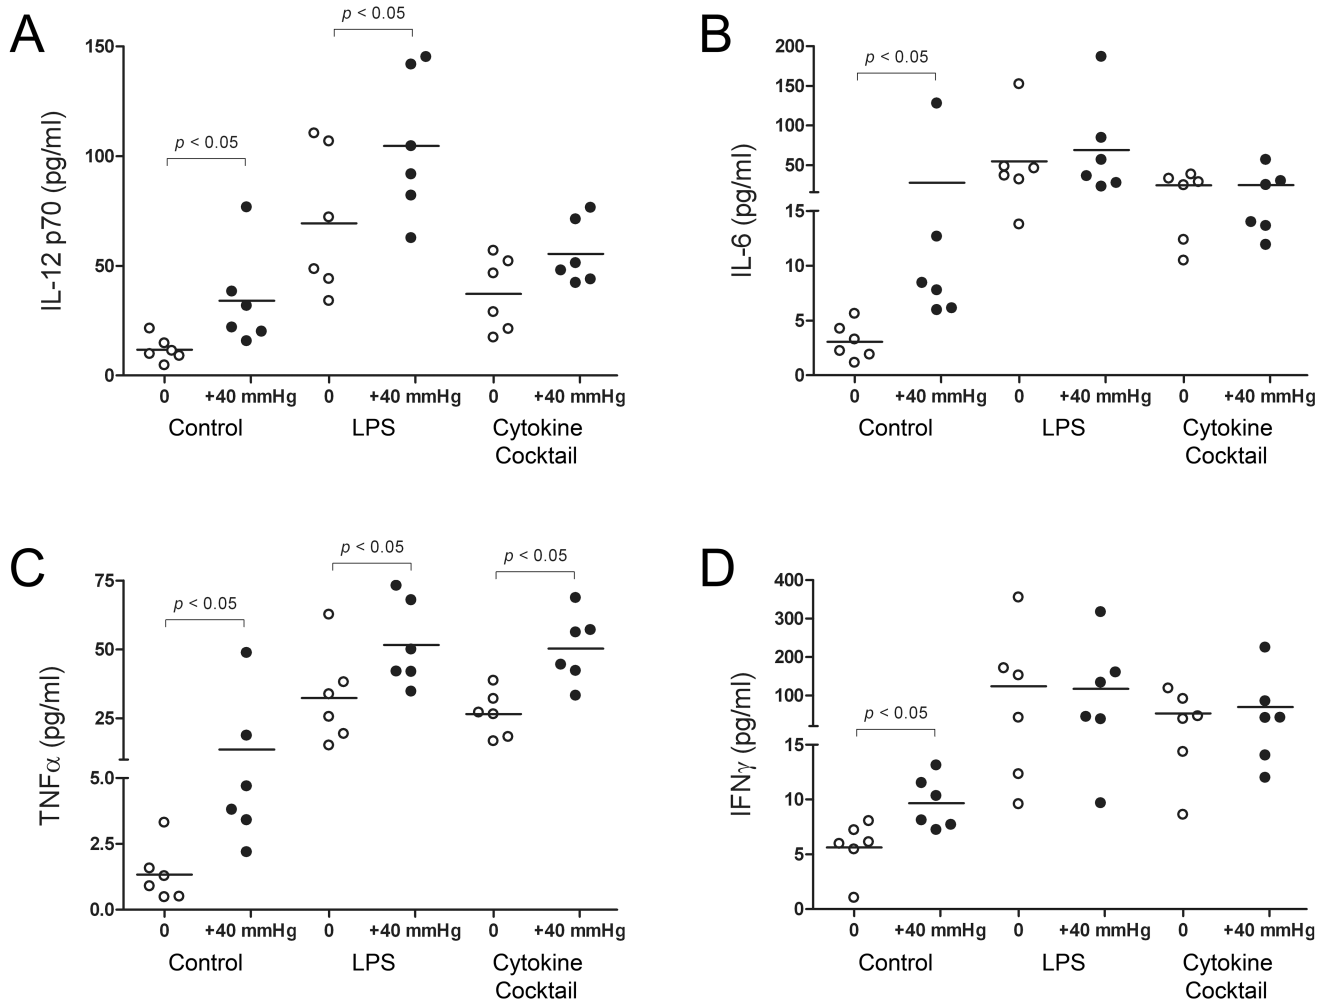 A
p < 0.05
p < 0.05
IL-12 p70 (pg/ml)
150
100
50
0
0 +40 mmHg 0 +40 mmHg 0 +40 mmHg
Control LPS Cytokine
Cocktail
B
p < 0.05
IL-6 (pg/ml)
200
150
100
50
15
10
5
0
0 +40 mmHg 0 +40 mmHg 0 +40 mmHg
Control LPS Cytokine
Cocktail
C
p < 0.05
p < 0.05
p < 0.05
TNFα (pg/ml)
75
50
25
5.0
2.5
0.0
0 +40 mmHg 0 +40 mmHg 0 +40 mmHg
Control LPS Cytokine
Cocktail
D
p < 0.05
IFNγ (pg/ml)
400
300
200
100
15
10
5
0
0 +40 mmHg 0 +40 mmHg 0 +40 mmHg
Control LPS Cytokine
Cocktail